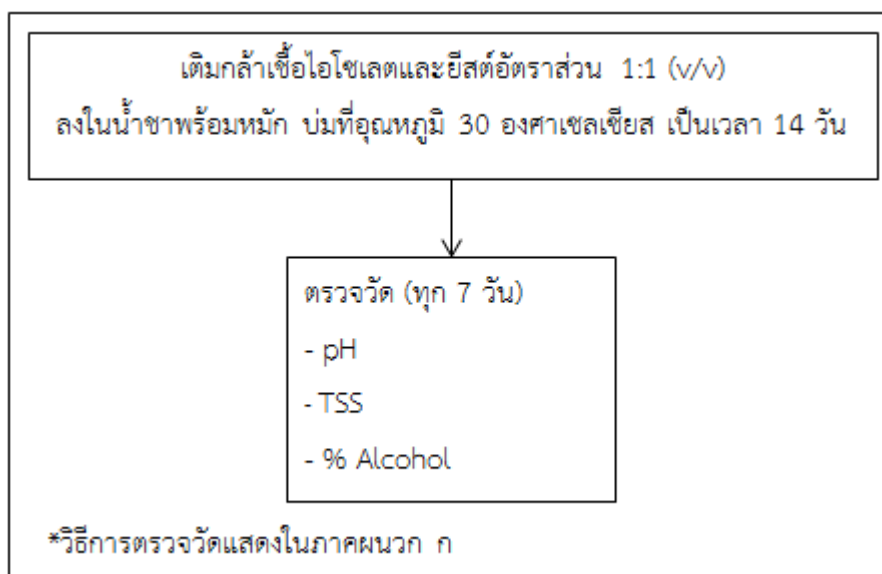 เติมกล้าเชื้อไอโซเลตและยีสต์อัตราส่วน 1:1 (v/v)
ลงในน้ำชาพร้อมหมัก บ่มที่อุณหภูมิ 30 องศาเซลเซียส เป็นเวลา 14 วัน
ตรวจวัด (ทุก 7 วัน)
- pH
- TSS
- % Alcohol
*วิธีการตรวจวัดแสดงในภาคผนวก ก